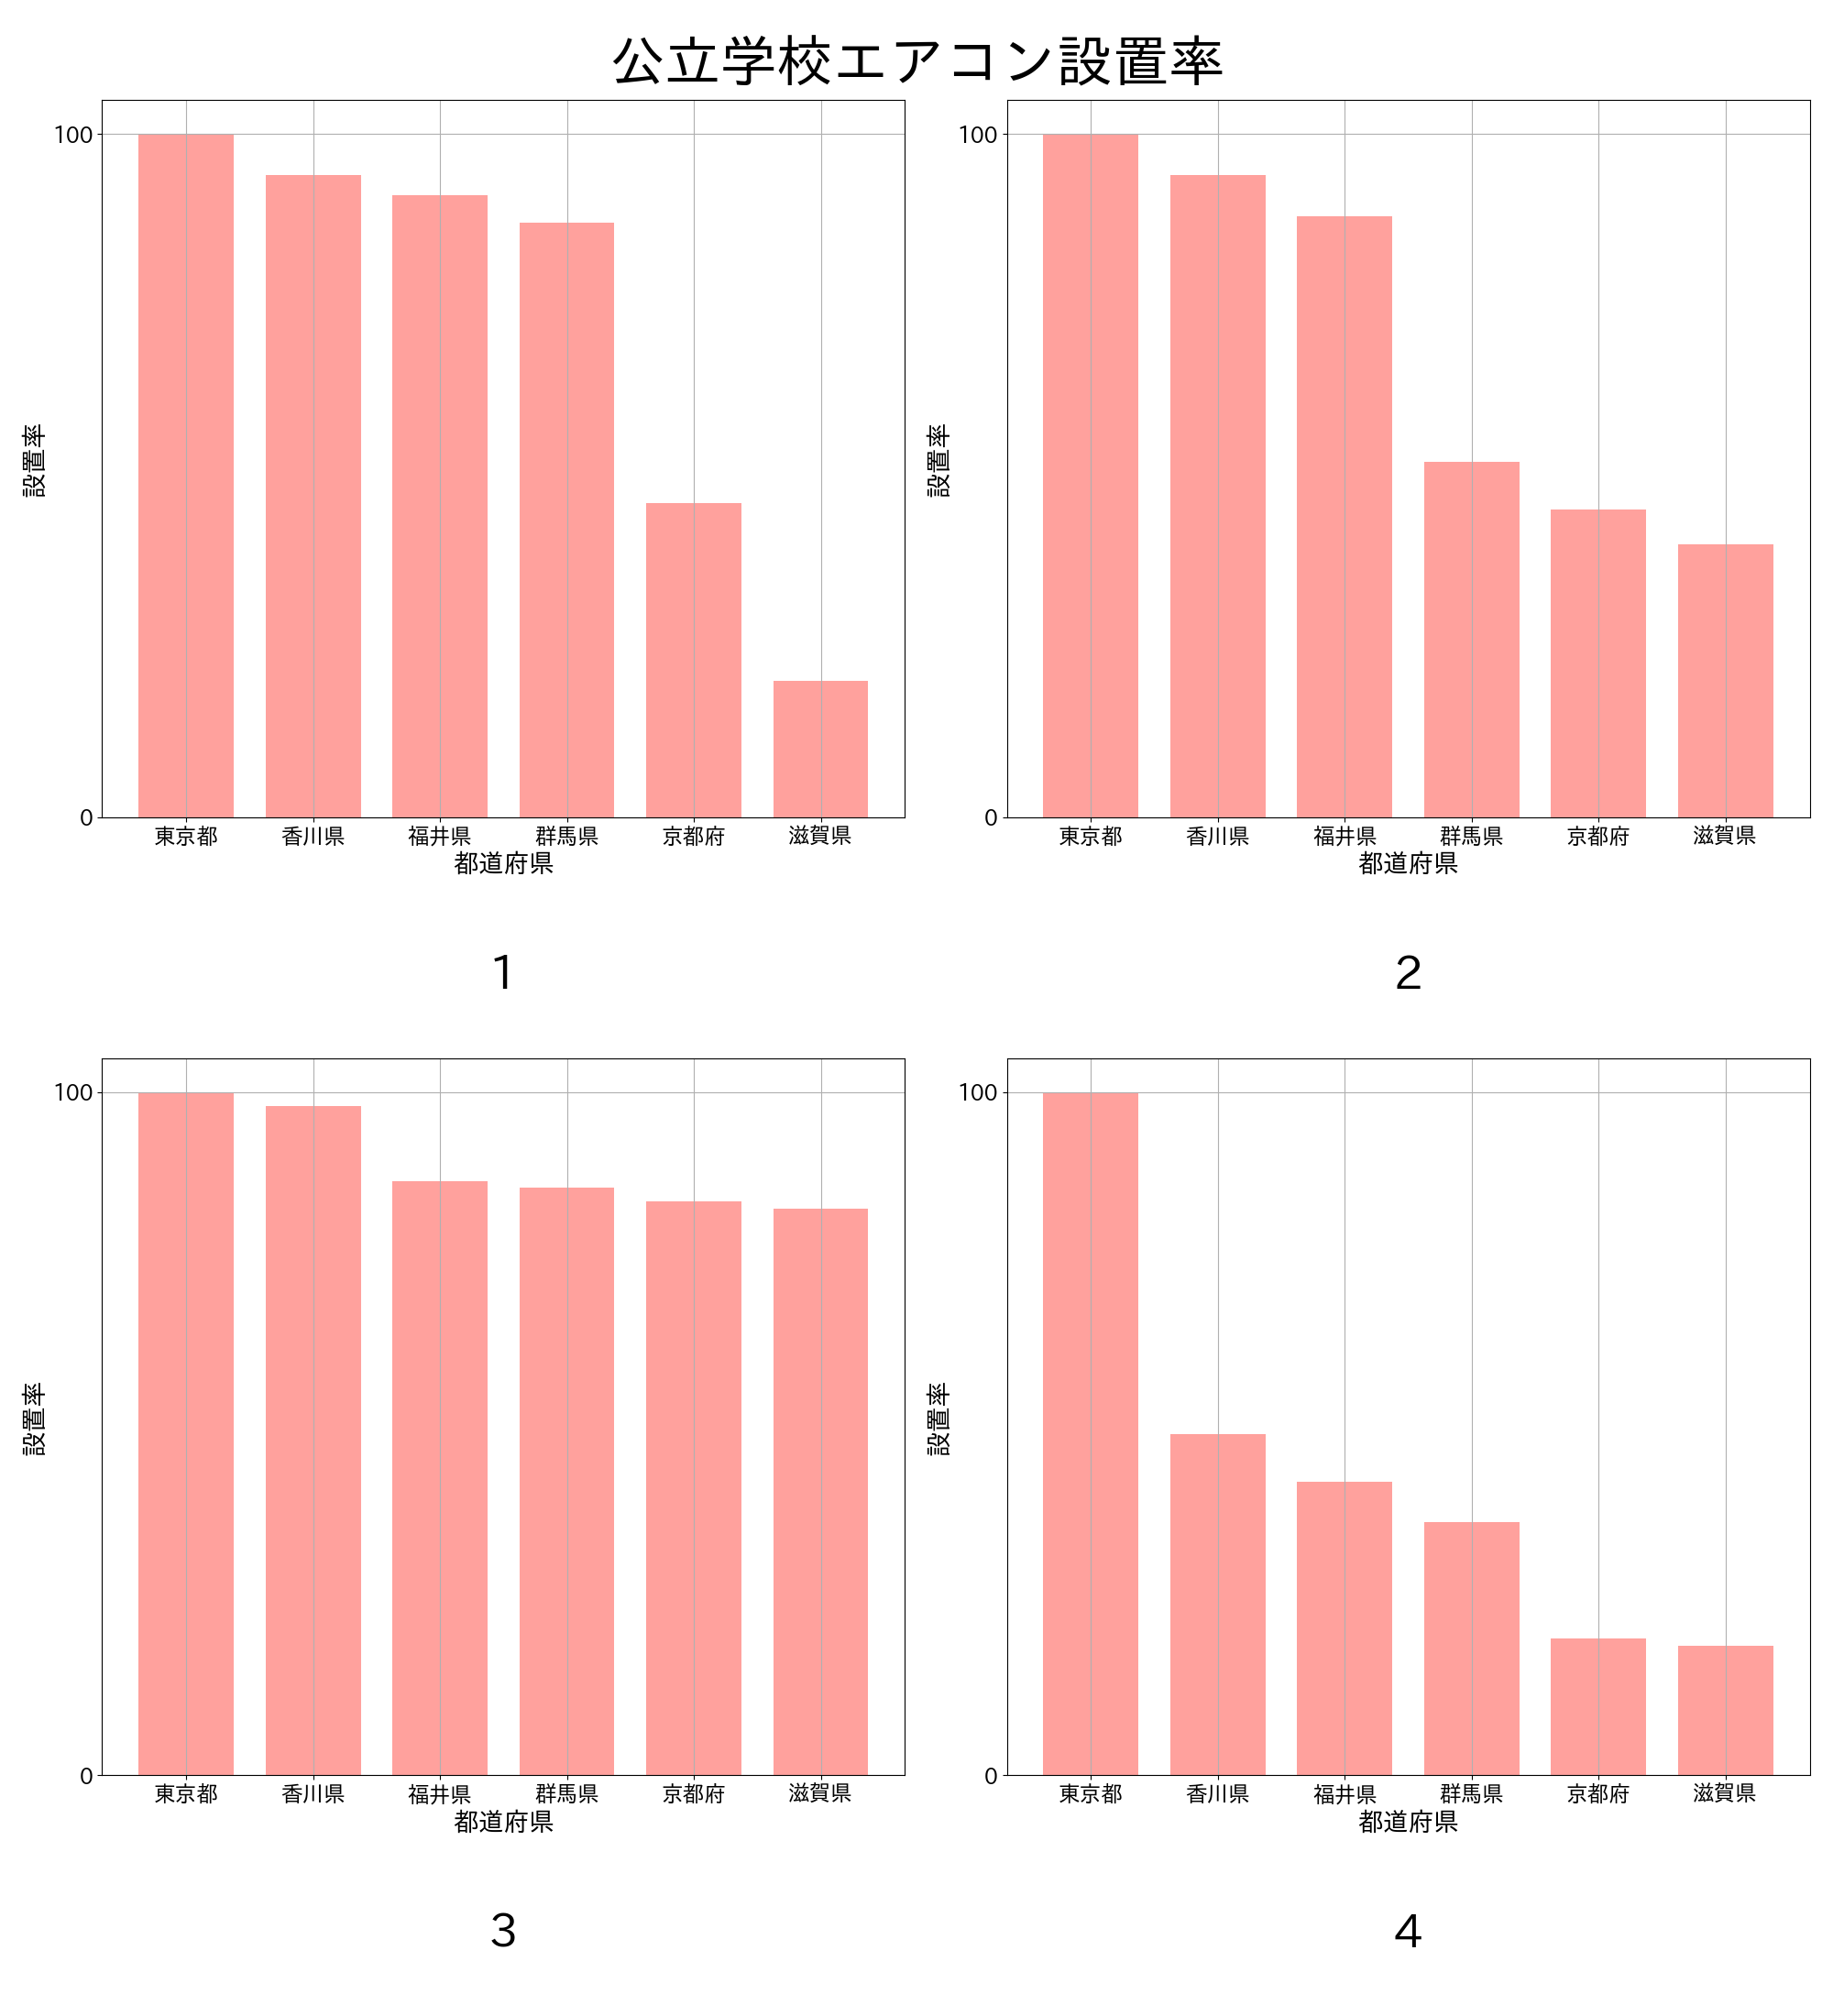 公立学校エアコン設置率
100
0
設置率
東京都 香川県 福井県 群馬県 京都府 滋賀県
都道府県
1
100
0
設置率
東京都 香川県 福井県 群馬県 京都府 滋賀県
都道府県
2
100
0
設置率
東京都 香川県 福井県 群馬県 京都府 滋賀県
都道府県
3
100
0
設置率
東京都 香川県 福井県 群馬県 京都府 滋賀県
都道府県
4